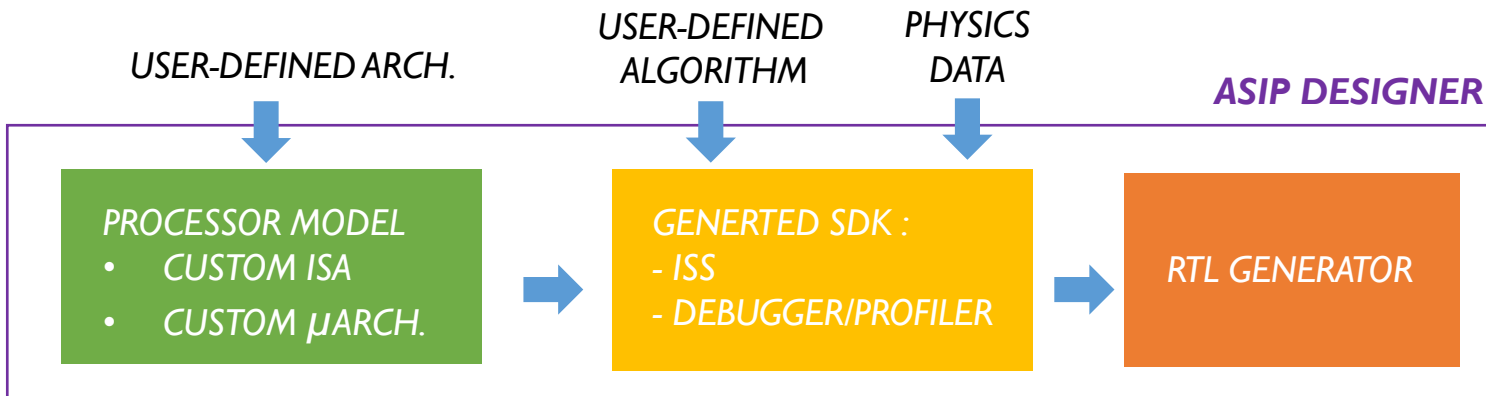 USER-DEFINED ARCH.
USER-DEFINED
ALGORITHM
PHYSICS
DATA
ASIP DESIGNER
PROCESSOR MODEL
• CUSTOM ISA
• CUSTOM µARCH.
GENERTED SDK :
- ISS
- DEBUGGER/PROFILER
RTL GENERATOR